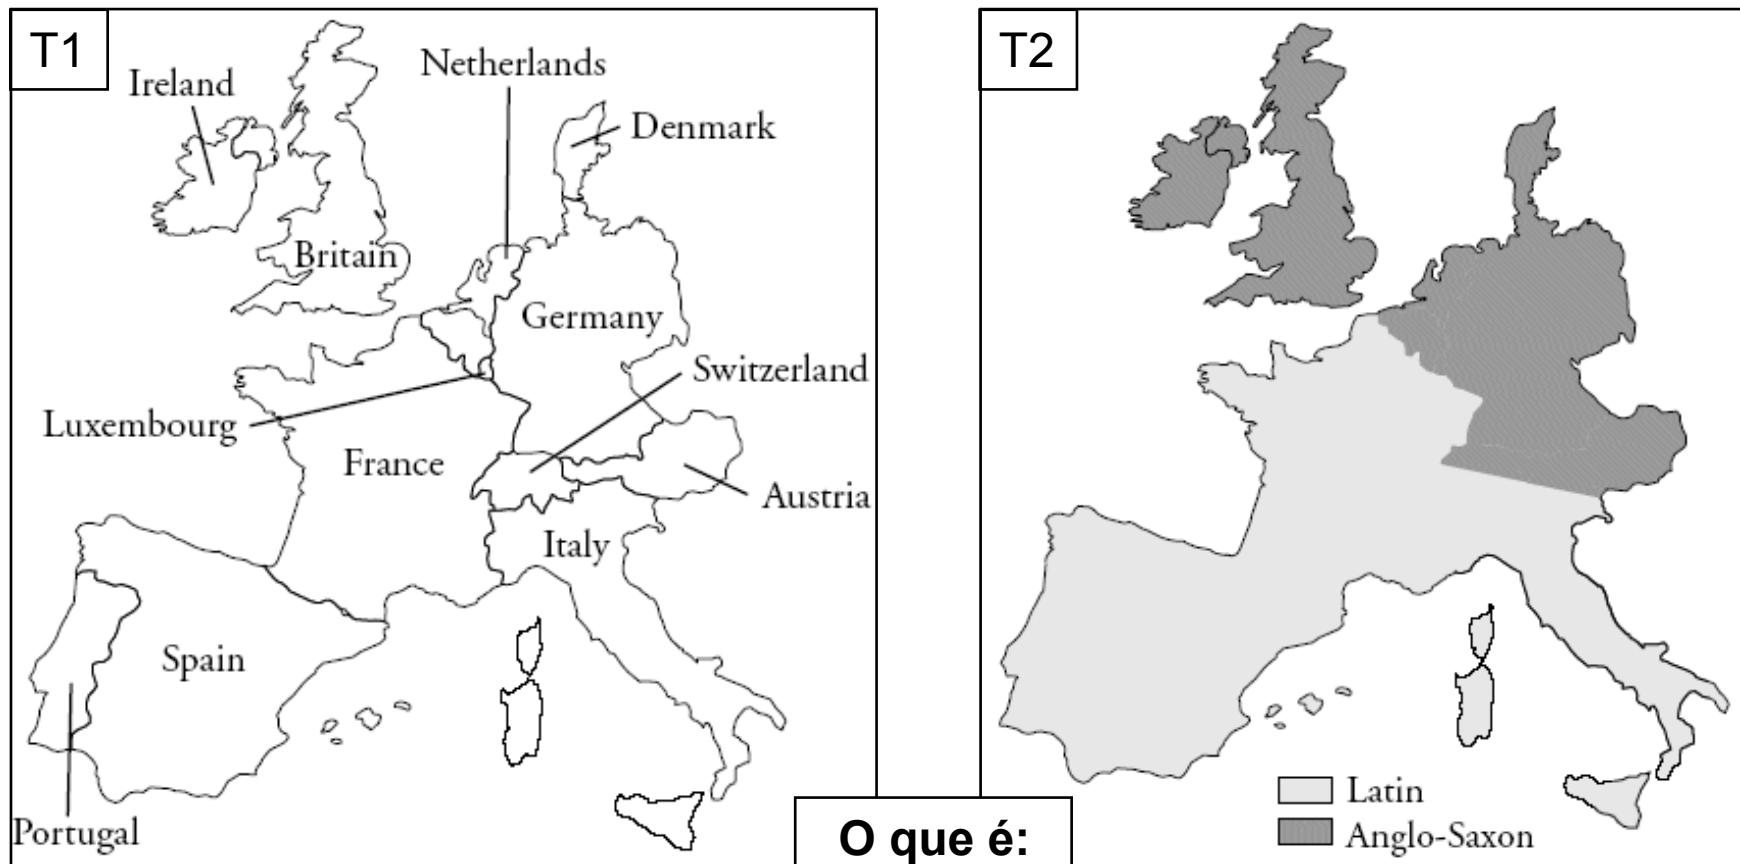 T1
Ireland
Netherlands
Denmark
Britain
Germany
Switzerland
Luxembourg
France
Austria
Italy
Spain
Portugal
T2
Latin
Anglo-Saxon
O que é: